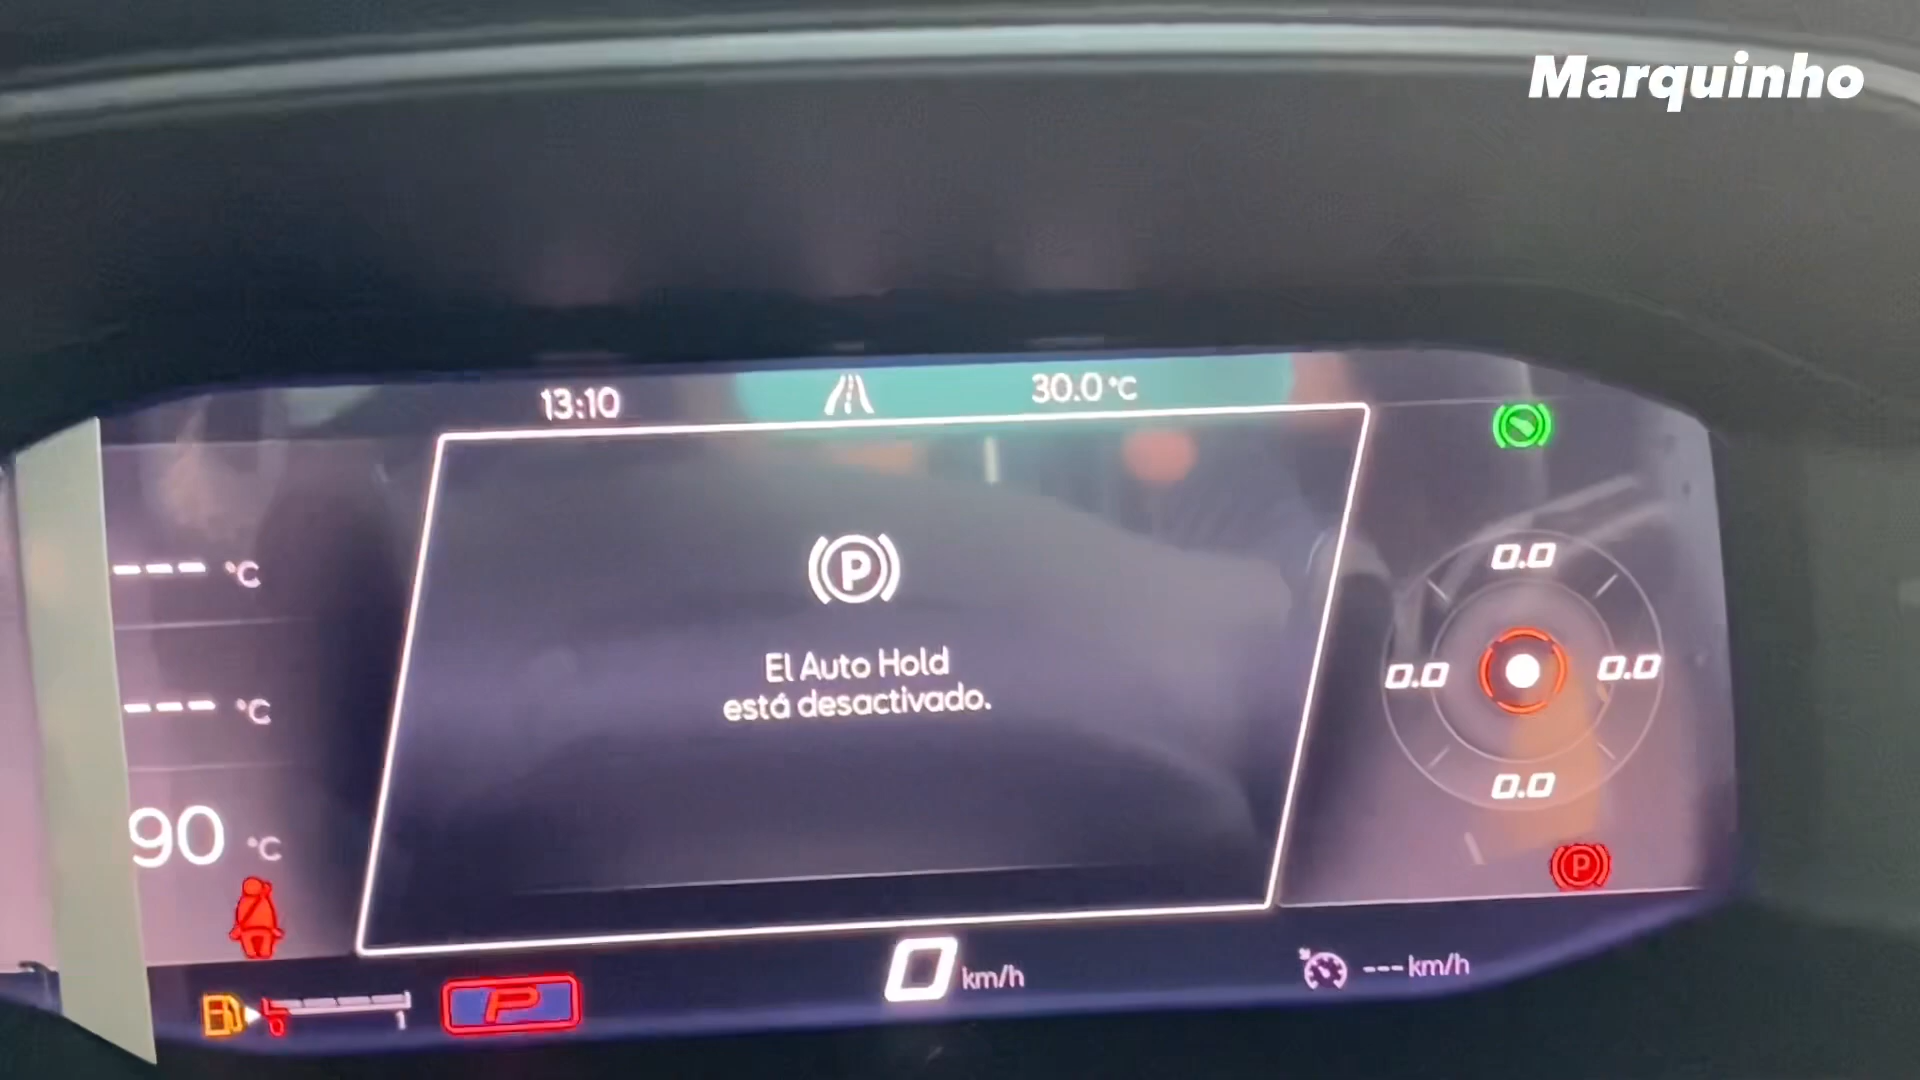 Marquinho
13:10
30.0 °C
--- °C
--- °C
90 °C
P
El Auto Hold
está desactivado.
0.0
0.0
0.0
0.0
P
1
P
0 km/h
--- km/h